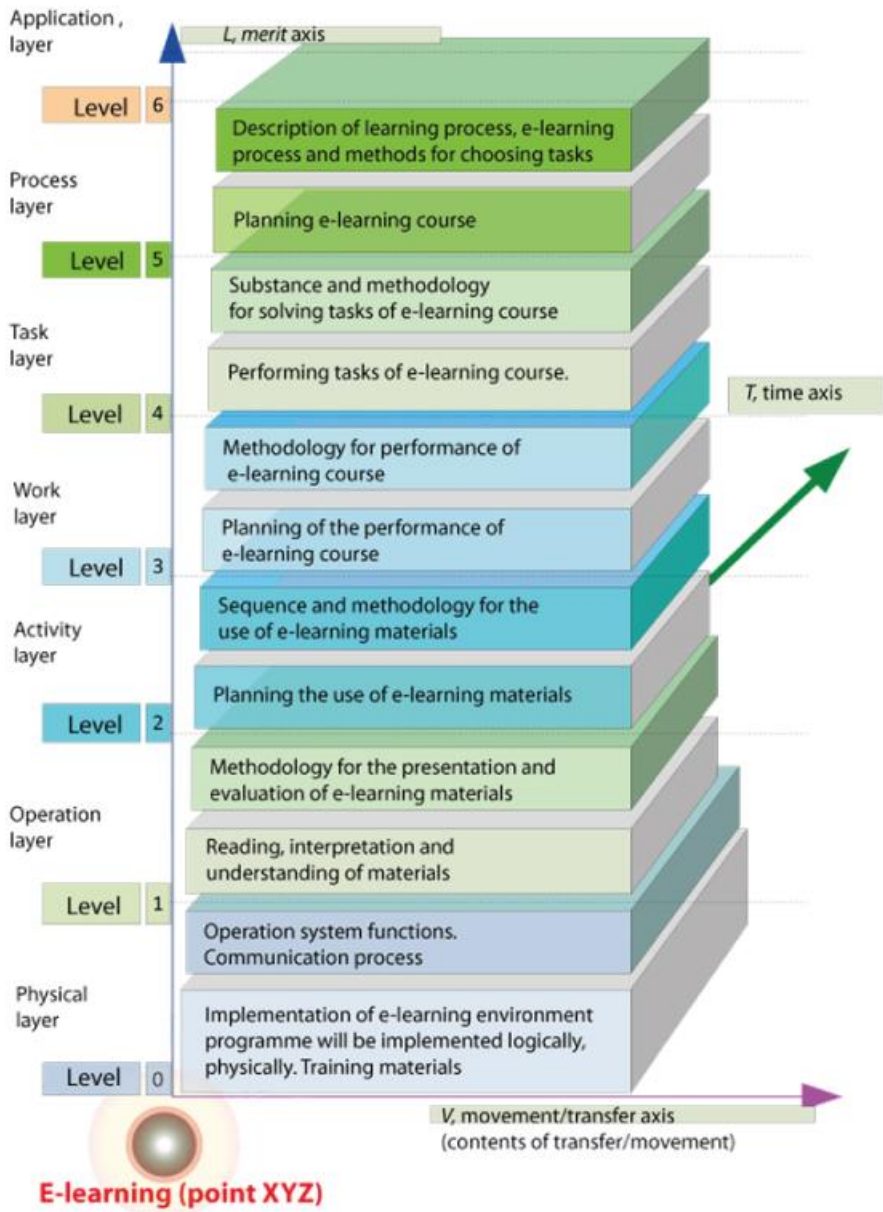 Application ,
layer
L, merit axis
Level 6
Description of learning process, e-learning
process and methods for choosing tasks
Process
layer
Planning e-learning course
Level 5
Substance and methodology
for solving tasks of e-learning course
Task
layer
Performing tasks of e-learning course.
T, time axis
Level 4
Methodology for performance of
e-learning course
Work
layer
Planning of the performance of
e-learning course
Level 3
Sequence and methodology for the
use of e-learning materials
Activity
layer
Planning the use of e-learning materials
Level 2
Methodology for the presentation and
evaluation of e-learning materials
Operation
layer
Reading, interpretation and
understanding of materials
Level 1
Operation system functions.
Communication process
Physical
layer
Implementation of e-learning environment
programme will be implemented logically,
physically. Training materials
Level 0
V, movement/transfer axis
(contents of transfer/movement)
E-learning (point XYZ)